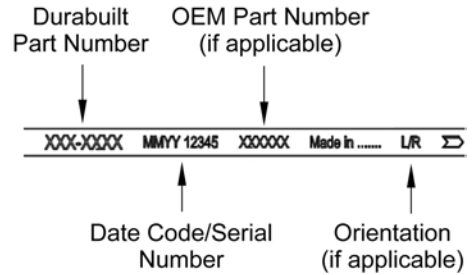 Durabuilt
Part Number
OEM Part Number
(if applicable)
XXX-XXXX MMYY 12345 XXXXXX Made in ....... L/R
Date Code/Serial
Number
Orientation
(if applicable)